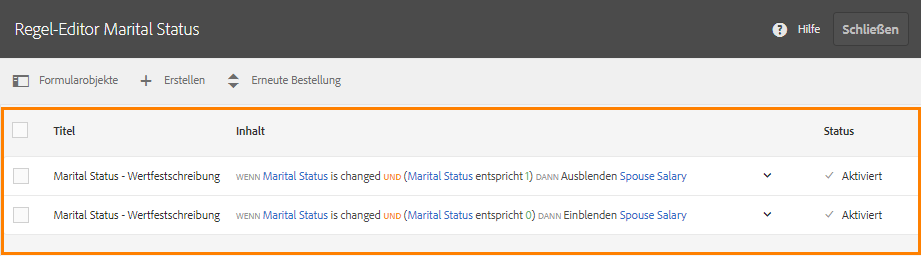 Regel-Editor Marital Status
? Hilfe Schließen
Formularobjekte Erstellen Erneute Bestellung
Titel Inhalt Status
Marital Status - Wertfestschreibung WENN Marital Status is changed UND (Marital Status entspricht 1) DANN Ausblenden Spouse Salary Aktiviert
Marital Status - Wertfestschreibung WENN Marital Status is changed UND (Marital Status entspricht 0) DANN Einblenden Spouse Salary Aktiviert